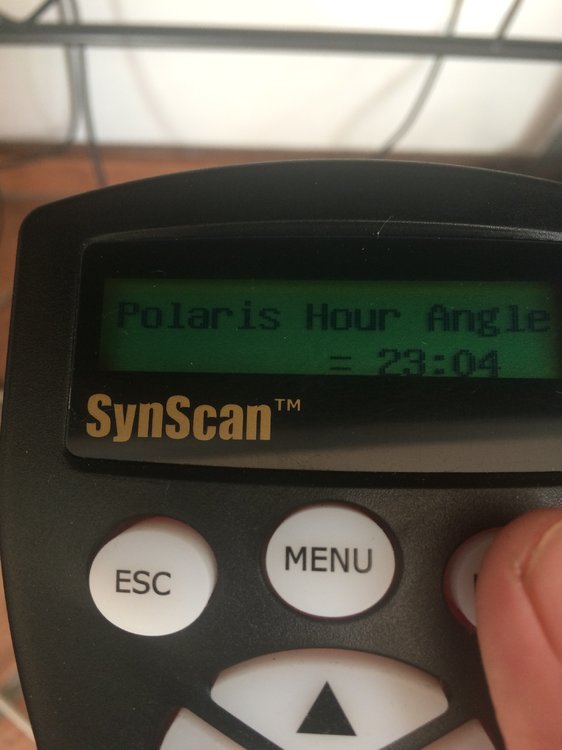 Polaris Hour Angle
= 23:04
SynScan™
ESC
MENU